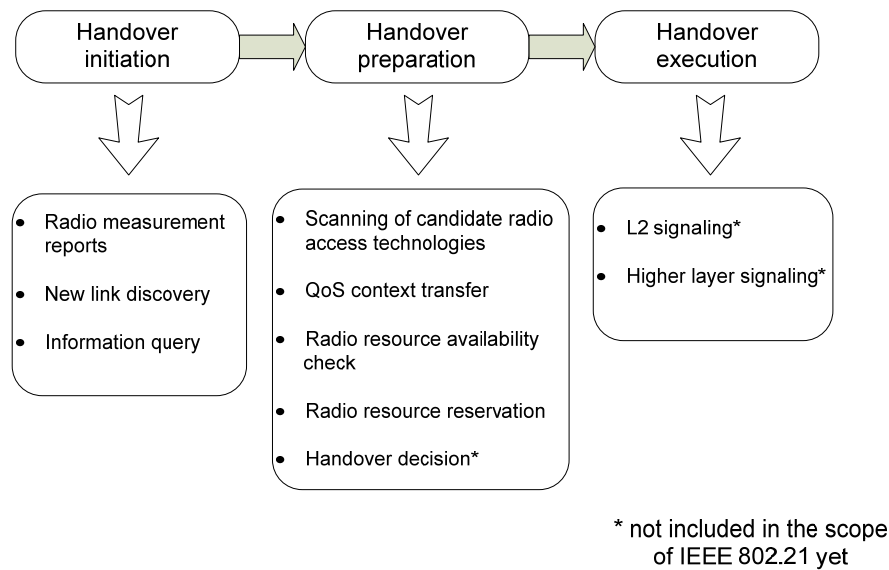 Handover
initiation
Handover
preparation
Handover
execution
• Radio measurement
reports
• New link discovery
• Information query
• Scanning of candidate radio
access technologies
• QoS context transfer
• Radio resource availability
check
• Radio resource reservation
• Handover decision*
• L2 signaling*
• Higher layer signaling*
* not included in the scope
of IEEE 802.21 yet